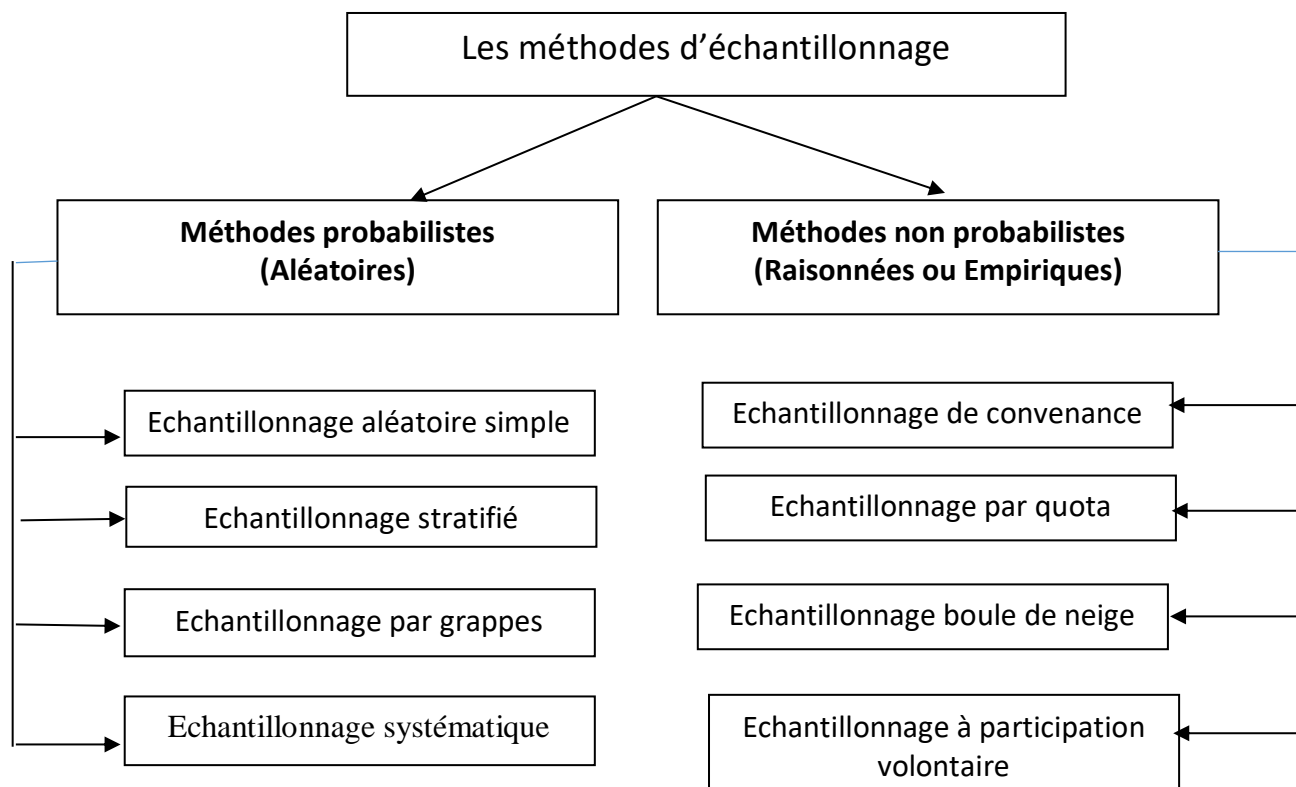 Les méthodes d’échantillonnage
Méthodes probabilistes
(Aléatoires)
Méthodes non probabilistes
(Raisonnées ou Empiriques)
Echantillonnage aléatoire simple
Echantillonnage stratifié
Echantillonnage par grappes
Echantillonnage systématique
Echantillonnage de convenance
Echantillonnage par quota
Echantillonnage boule de neige
Echantillonnage à participation
volontaire